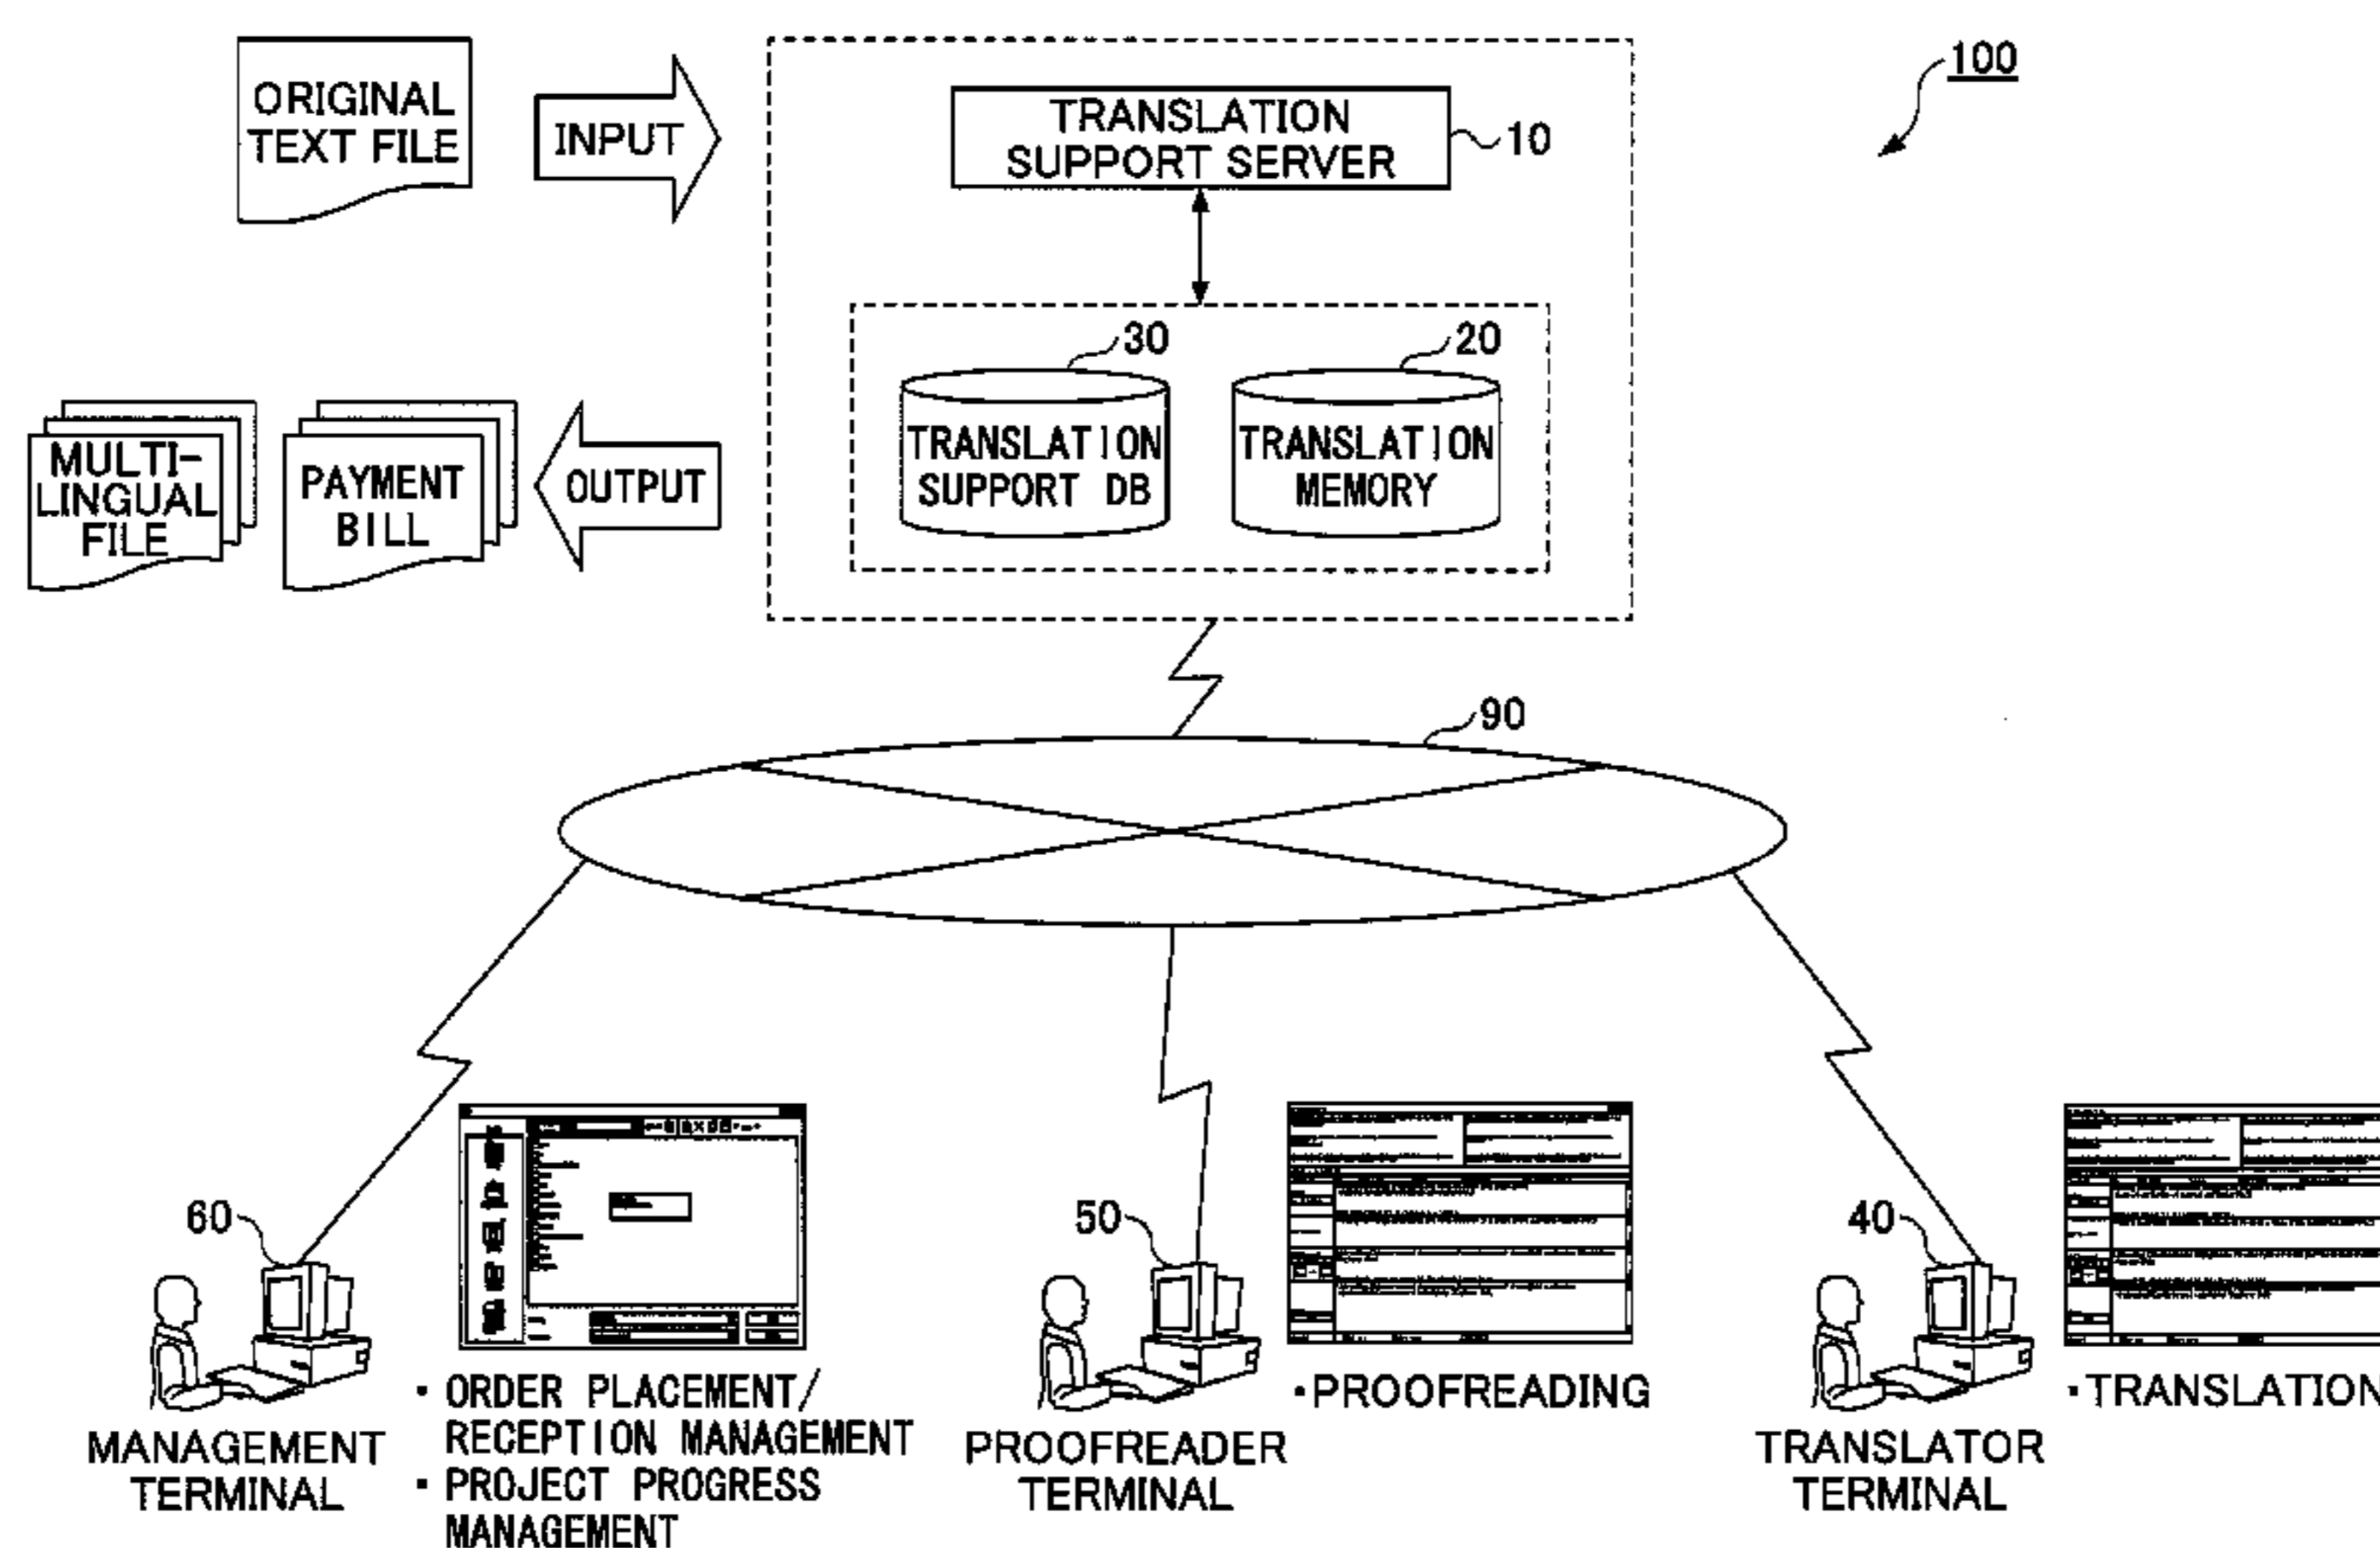 ORIGINAL
TEXT FILE
INPUT
TRANSLATION
SUPPORT SERVER
10
100
30
20
TRANSLATION
SUPPORT DB
TRANSLATION
MEMORY
MULTI-
LINGUAL
FILE
PAYMENT
BILL
OUTPUT
90
60
50
40
MANAGEMENT
TERMINAL
・ORDER PLACEMENT/
RECEPTION MANAGEMENT
・PROJECT PROGRESS
MANAGEMENT
PROOFREADER
TERMINAL
・PROOFREADING
TRANSLATOR
TERMINAL
・TRANSLATION